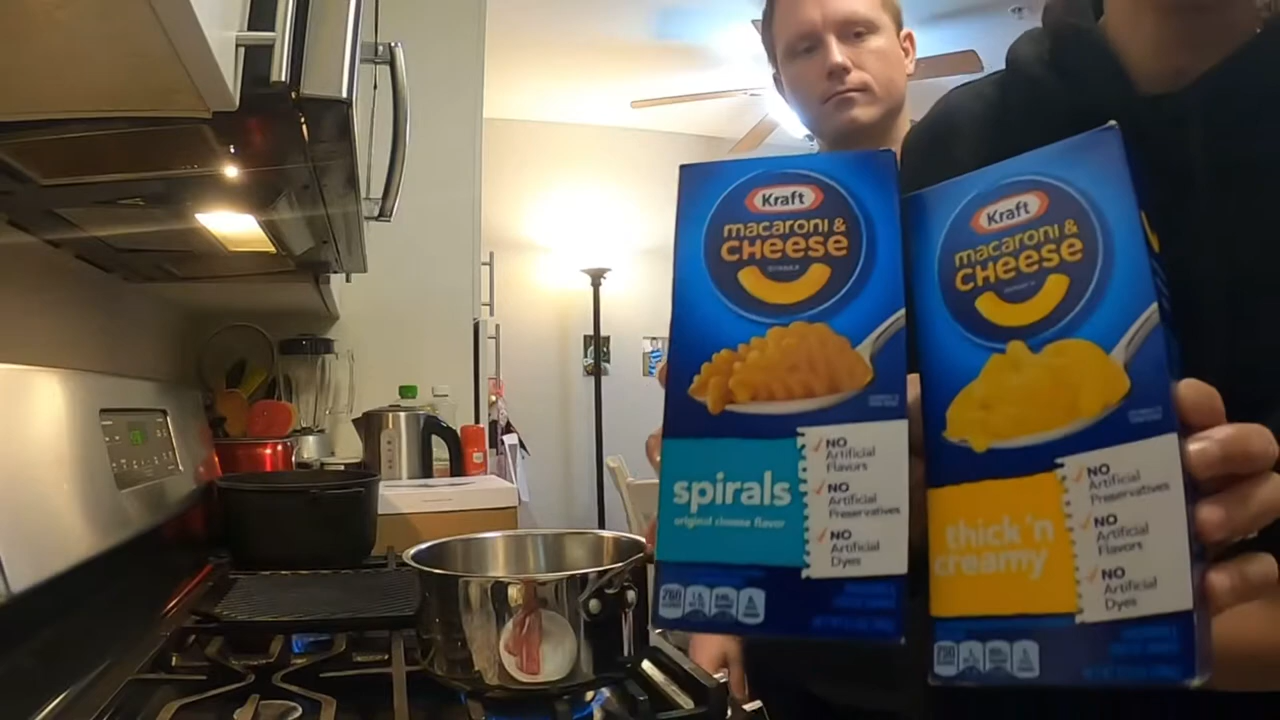 Kraft
macaroni &
CHeese
spirals
original cheese flavor
NO
Artificial
Flavors
NO
Artificial
Preservatives
NO
Artificial
Dyes
260
Kraft
macaroni &
CHeese
thick 'n
creamy
NO
Artificial
Preservatives
NO
Artificial
Flavors
NO
Artificial
Dyes